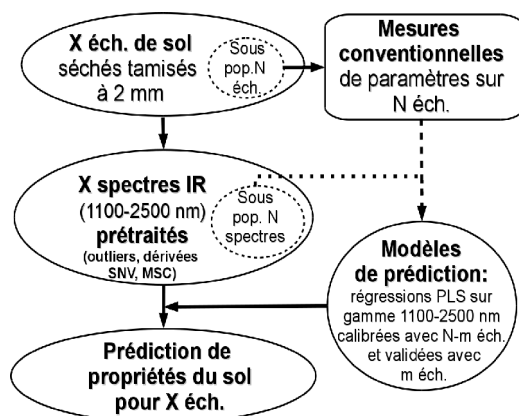 X éch. de sol
séchés tamisés
à 2 mm
Sous
pop.N
éch.
Mesures
conventionnelles
de paramètres sur
N éch.
X spectres IR
(1100-2500 nm)
prétraités
(outliers, dérivées
SNV, MSC)
Sous
pop. N
spectres
Modèles
de prédiction:
régressions PLS sur
gamme 1100-2500 nm
calibrées avec N-m éch.
et validées avec
m éch.
Prédiction de
propriétés du sol
pour X éch.